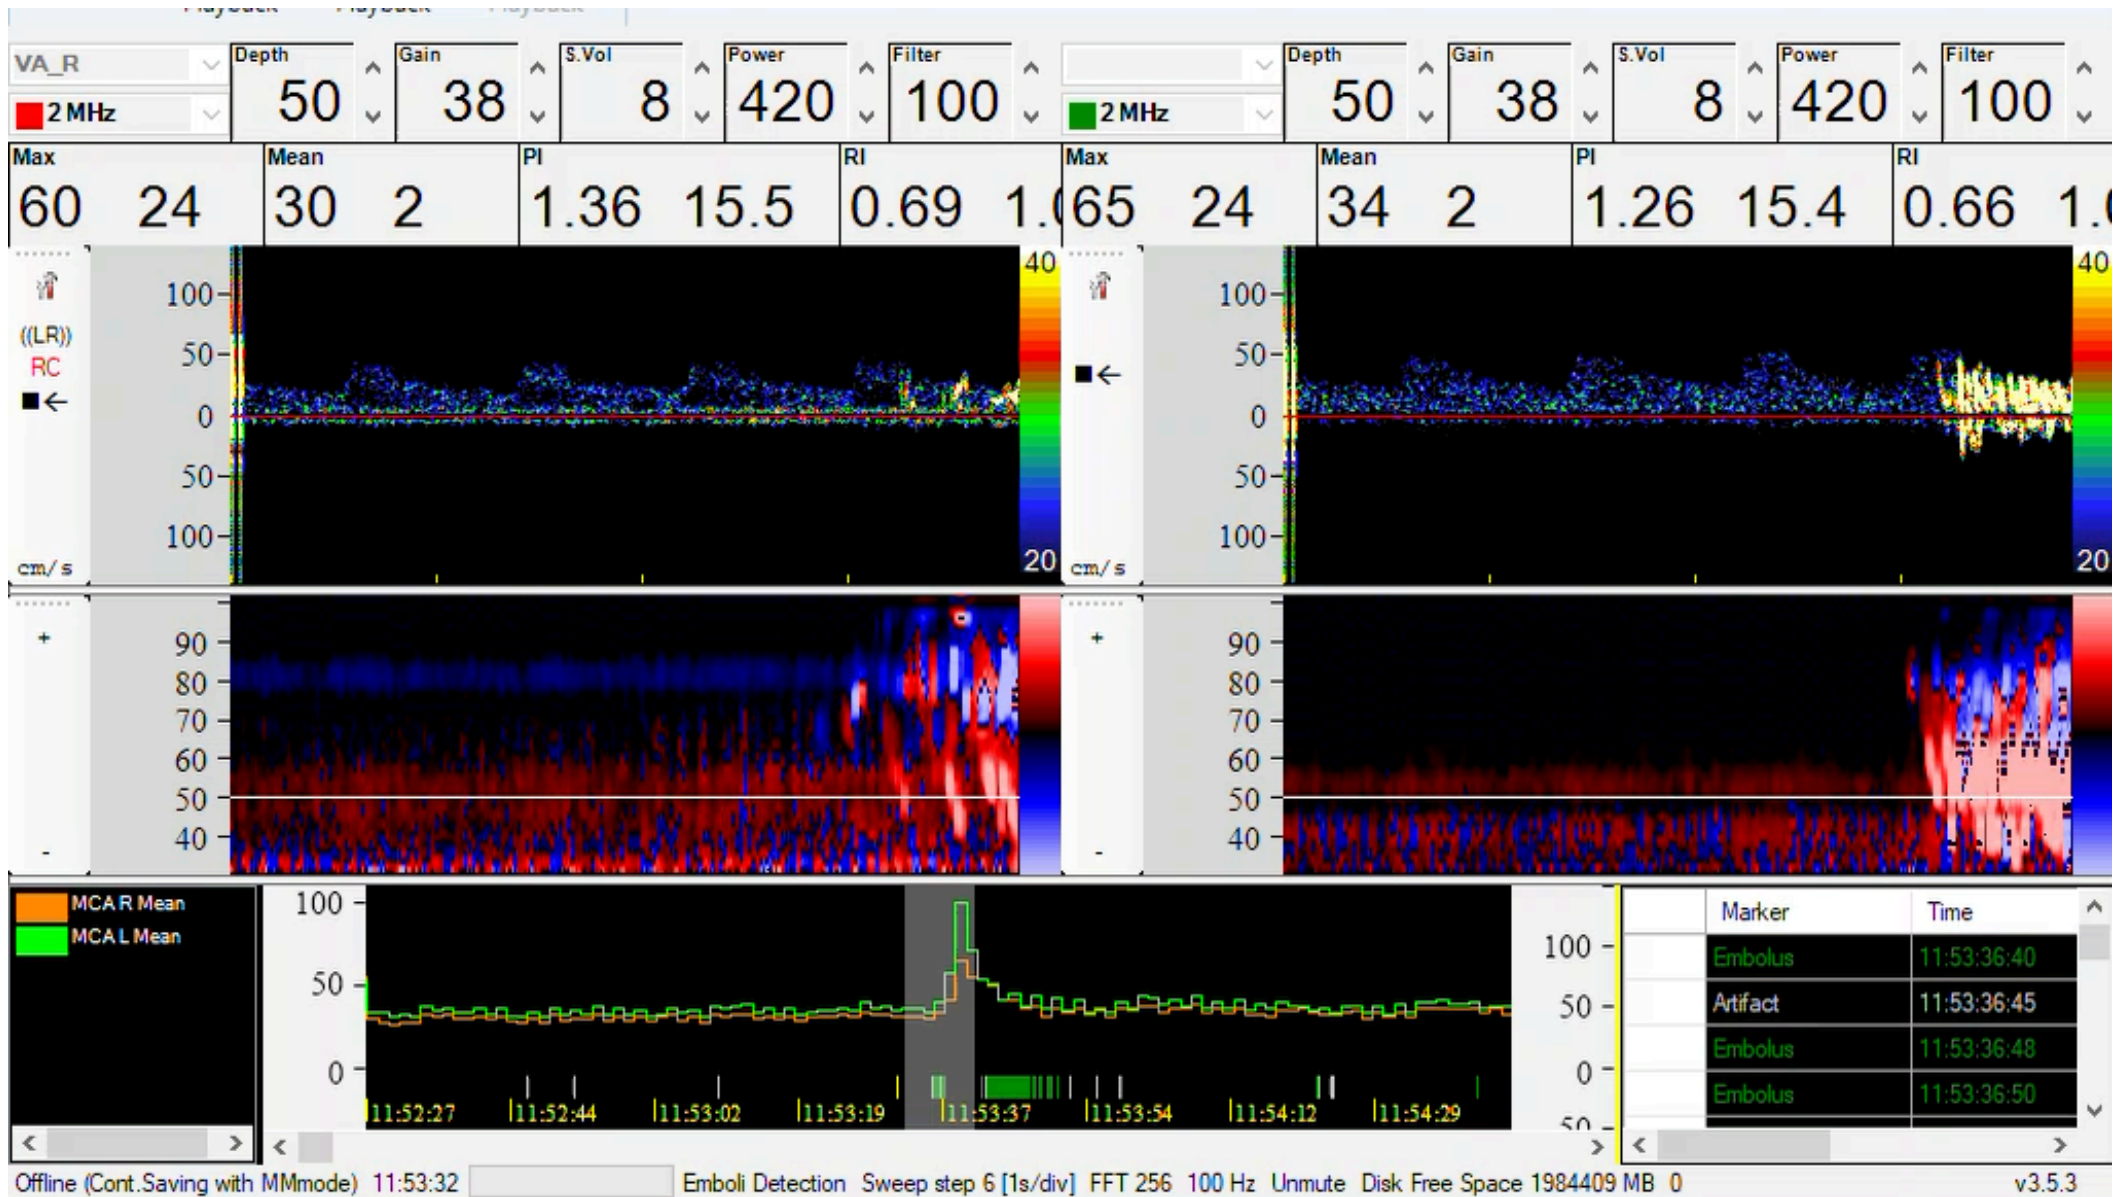 Playback Playback Playback
VA_R Depth 50 Gain 38 S.Vol 8 Power 420 Filter 100 Depth 50 Gain 38 S.Vol 8 Power 420 Filter 100
2 MHz 2 MHz
Max Mean PI RI Max Mean PI RI
60 24 30 2 1.36 15.5 0.69 65 24 34 2 1.26 15.4 0.66
40 40
100 100
((LR))
50 50
RC
0 0
50 50
100 100
20 20
cm/s cm/s
+ 90 + 90
80 80
70 70
60 60
50 50
40 40
- -
MCA R Mean
MCA L Mean
100
50
0
11:52:27 11:52:44 11:53:02 11:53:19 11:53:37 11:53:54 11:54:12 11:54:29
100
50
0
50
Marker Time
Embolus 11:53:36:40
Artifact 11:53:36:45
Embolus 11:53:36:48
Embolus 11:53:36:50
Offline (Cont.Saving with MMmode) 11:53:32 Emboli Detection Sweep step 6 [1s/div] FFT 256 100 Hz Unmute Disk Free Space 1984409 MB 0 v3.5.3